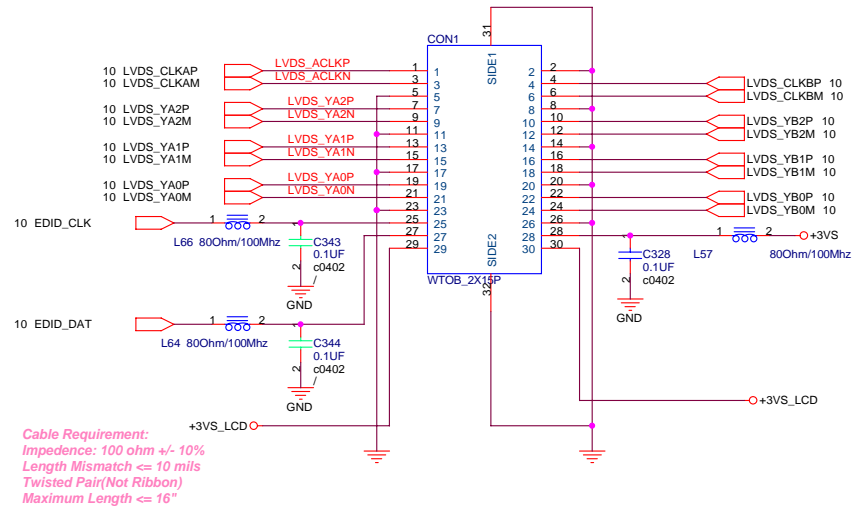 31
CON1
SIDE1
10 LVDS_CLKAP LVDS_ACLKP 1 1 2 2
10 LVDS_CLKAM LVDS_ACLKN 3 3 4 4 LVDS_CLKBP 10
5 5 6 6 LVDS_CLKBM 10
10 LVDS_YA2P LVDS_YA2P 7 7 8 8
10 LVDS_YA2M LVDS_YA2N 9 9 10 10 LVDS_YB2P 10
11 11 12 12 LVDS_YB2M 10
10 LVDS_YA1P LVDS_YA1P 13 13 14 14
10 LVDS_YA1M LVDS_YA1N 15 15 16 16 LVDS_YB1P 10
17 17 18 18 LVDS_YB1M 10
10 LVDS_YA0P LVDS_YA0P 19 19 20 20
10 LVDS_YA0M LVDS_YA0N 21 21 22 22 LVDS_YB0P 10
23 23 24 24 LVDS_YB0M 10
10 EDID_CLK 1 2 25 25 26 26
27 27 28 28 1 2 +3VS
29 29 30 30
L66 80Ohm/100Mhz
1
C343
0.1UF
/
c0402
2
GND
SIDE2
WTOB_2X15P
32
1
C328
0.1UF
c0402
2
GND
L57 80Ohm/100Mhz
10 EDID_DAT 1 2
L64 80Ohm/100Mhz
1
C344
0.1UF
/
c0402
2
GND
+3VS_LCD
+3VS_LCD
Cable Requirement:
Impedence: 100 ohm +/- 10%
Length Mismatch <= 10 mils
Twisted Pair(Not Ribbon)
Maximum Length <= 16"